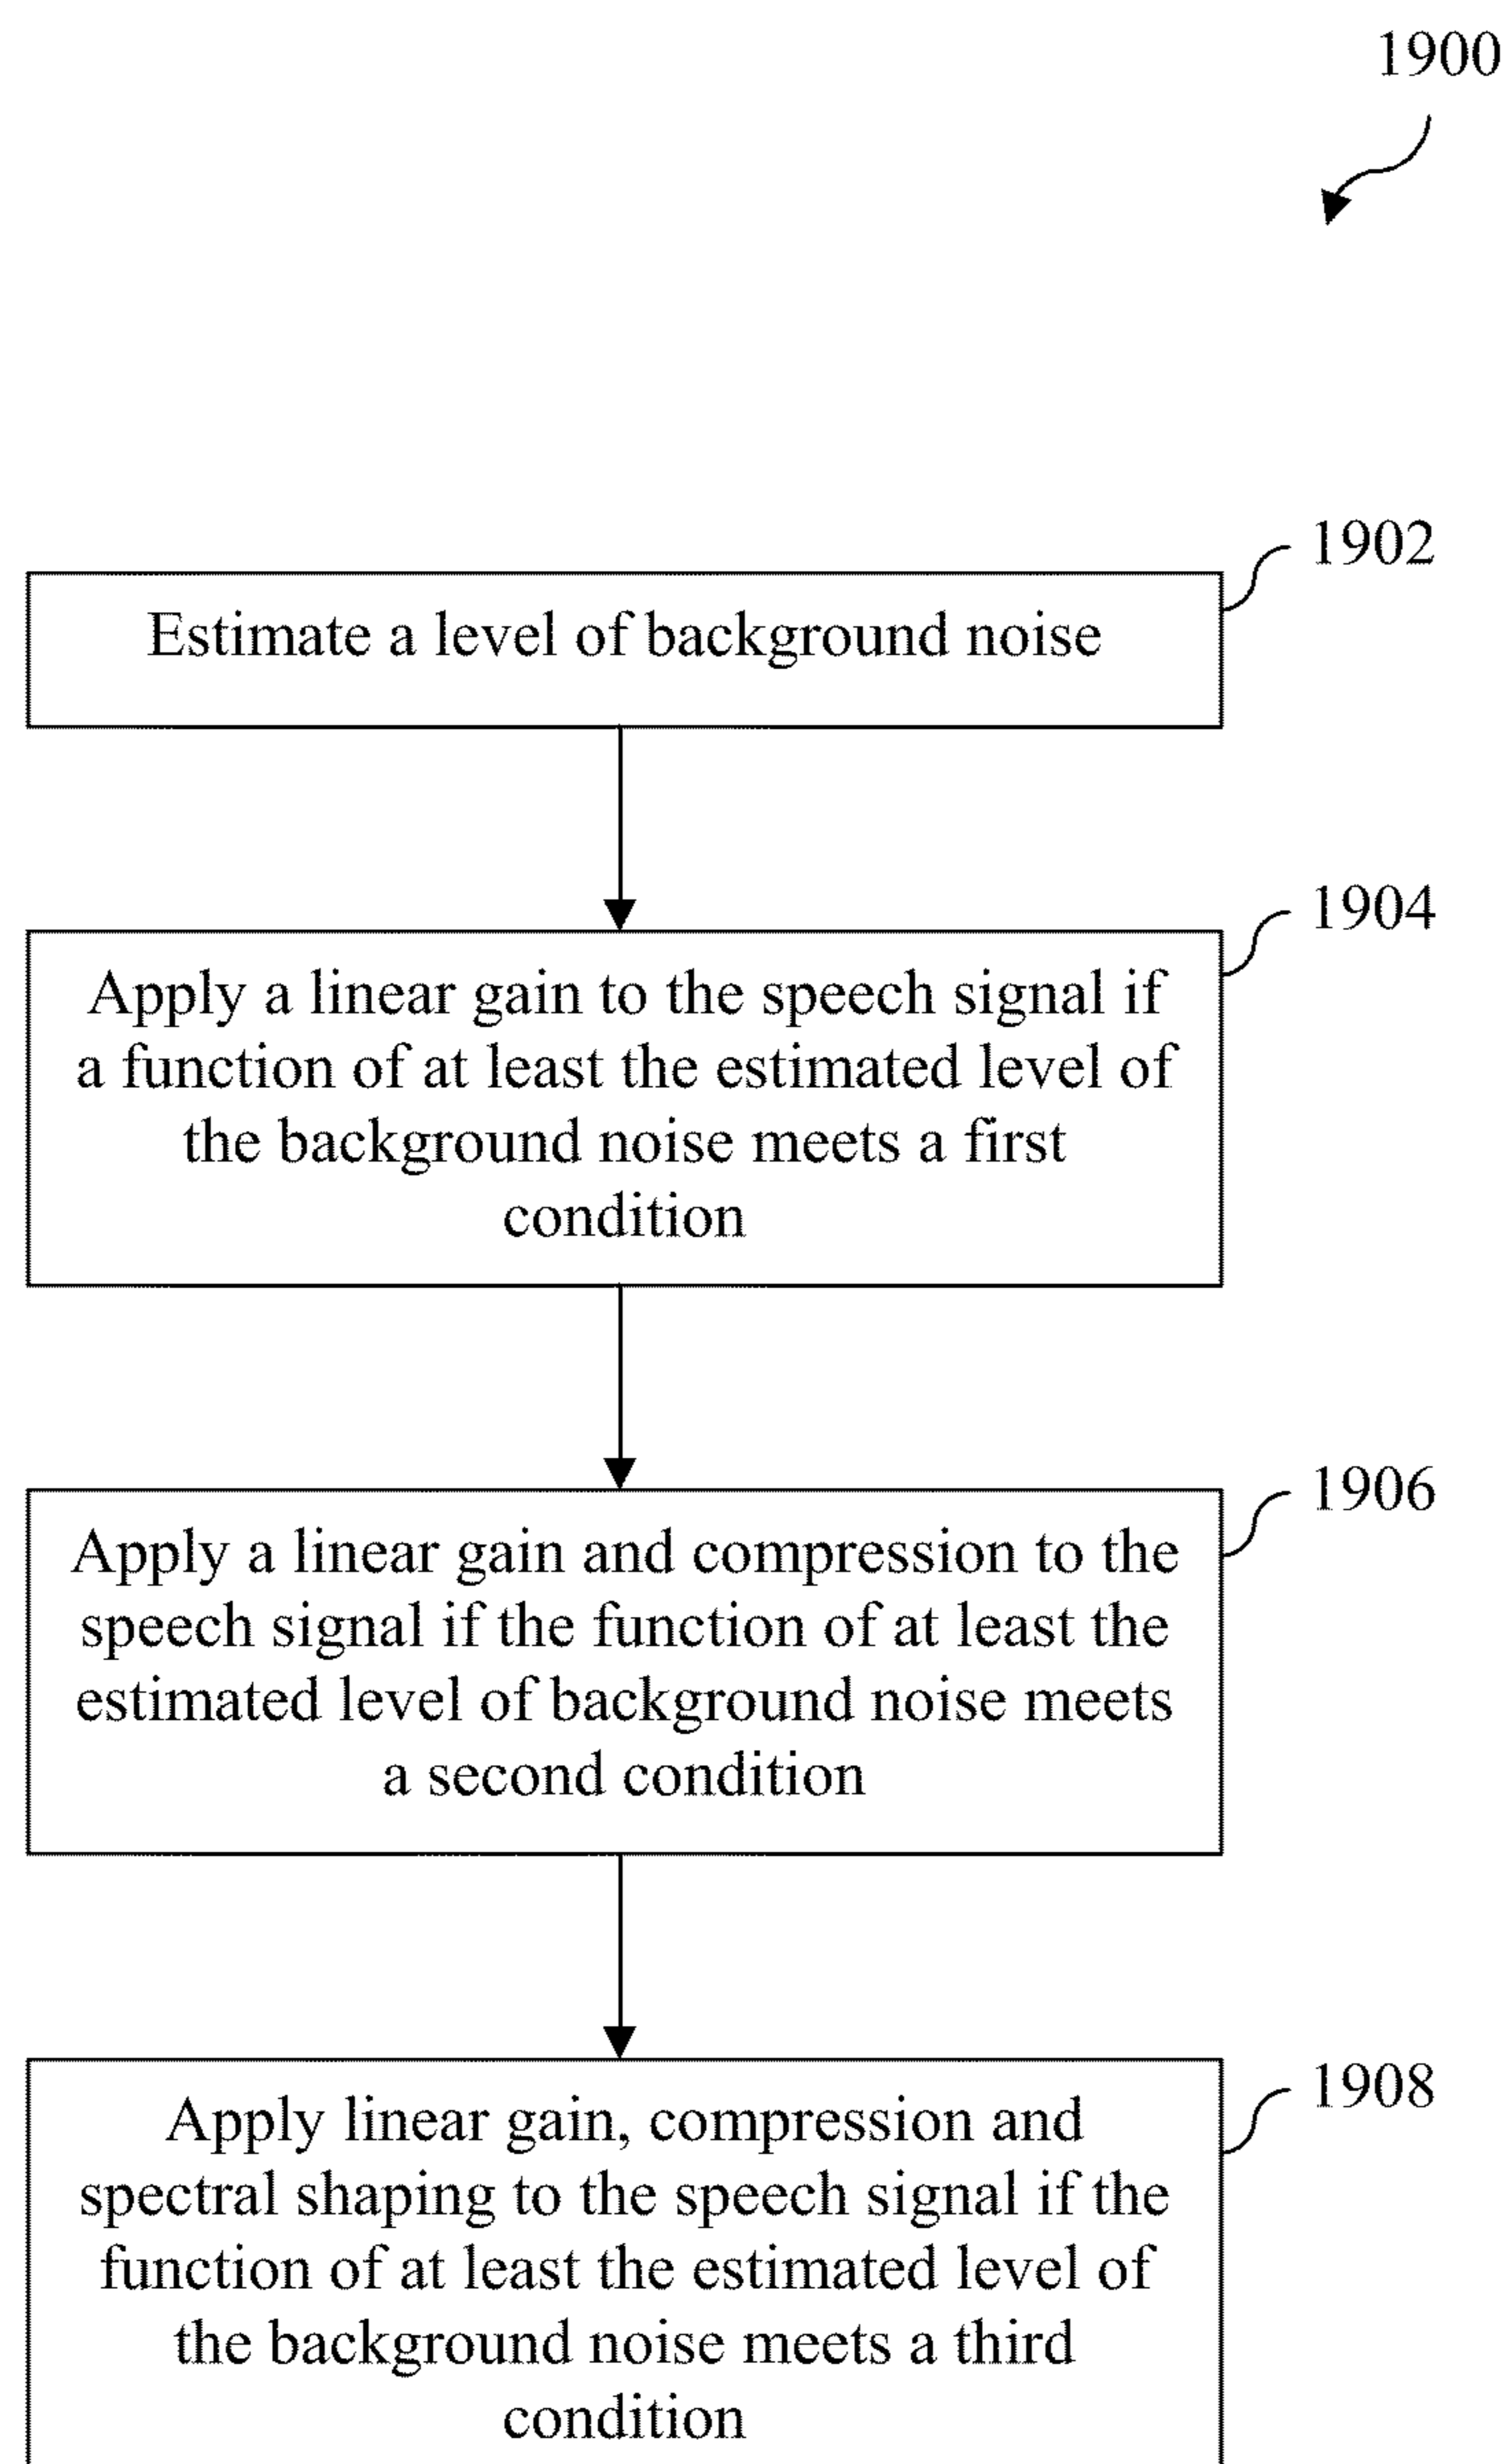 1900
1902
Estimate a level of background noise
1904
Apply a linear gain to the speech signal if
a function of at least the estimated level of
the background noise meets a first
condition
1906
Apply a linear gain and compression to the
speech signal if the function of at least the
estimated level of background noise meets
a second condition
1908
Apply linear gain, compression and
spectral shaping to the speech signal if the
function of at least the estimated level of
the background noise meets a third
condition